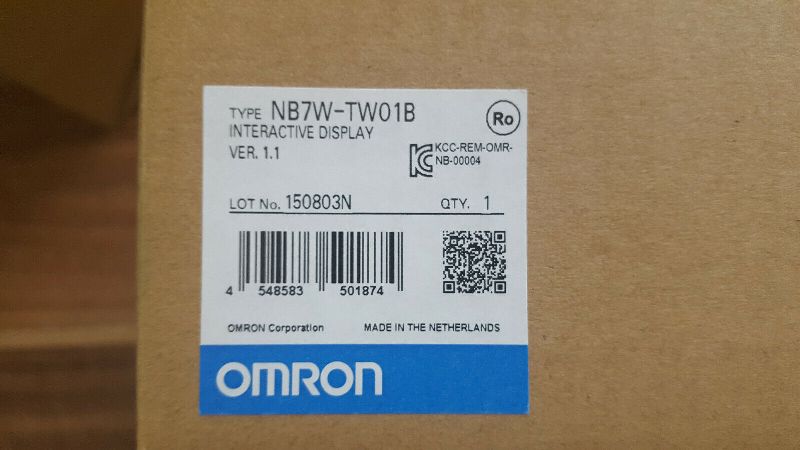 TYPE NB7W-TW01B
Ro
INTERACTIVE DISPLAY
VER. 1.1
KCC-REM-OMR-
NB-00004
LOT No. 150803N
QTY. 1
4 548583 501874
OMRON Corporation
MADE IN THE NETHERLANDS
OMRON